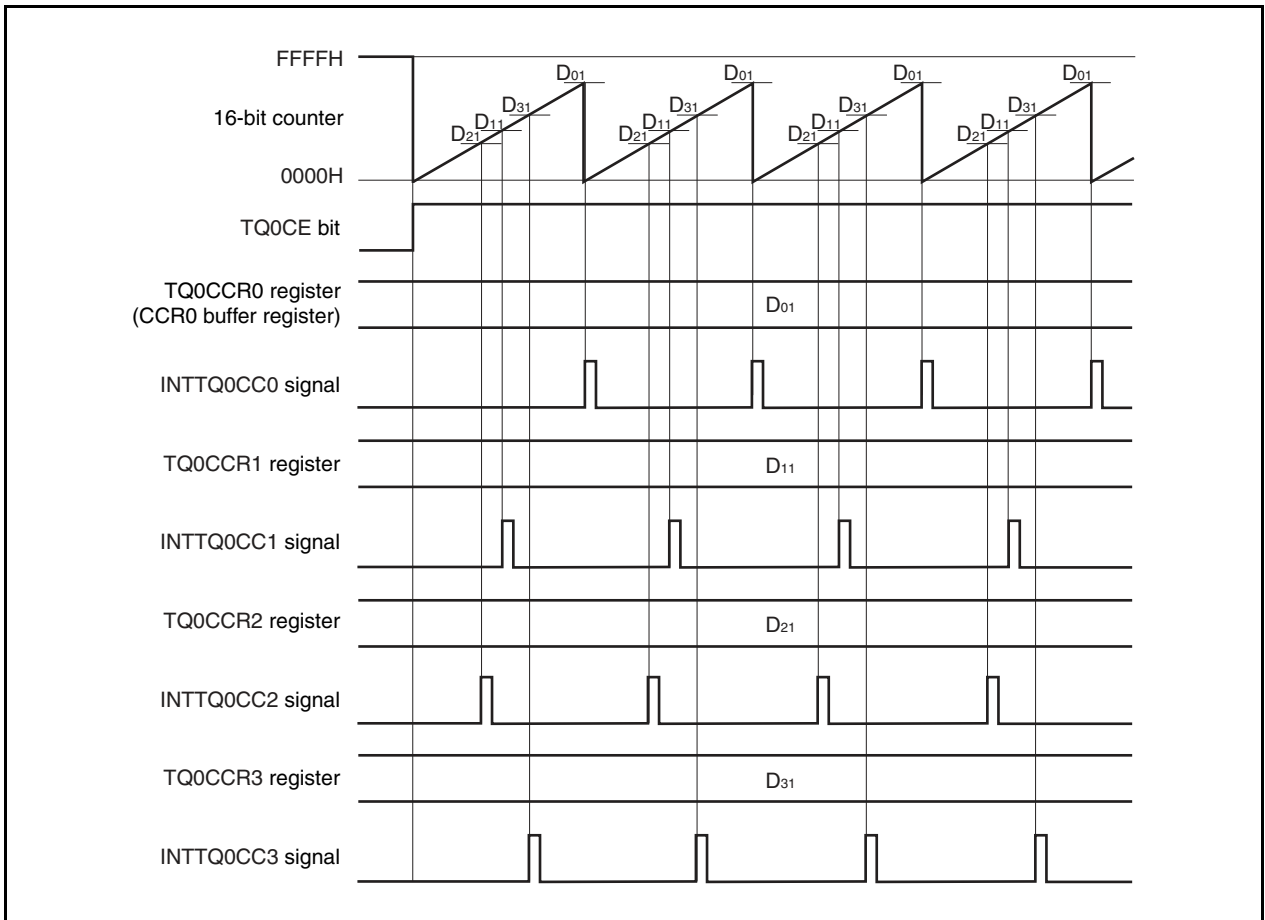 FFFFH
D01 D01 D01 D01
D31 D31 D31 D31
16-bit counter
D11 D11 D11 D11
D21 D21 D21 D21
0000H
TQ0CE bit
TQ0CCR0 register
(CCR0 buffer register)
D01
INTTQ0CC0 signal
TQ0CCR1 register
D11
INTTQ0CC1 signal
TQ0CCR2 register
D21
INTTQ0CC2 signal
TQ0CCR3 register
D31
INTTQ0CC3 signal